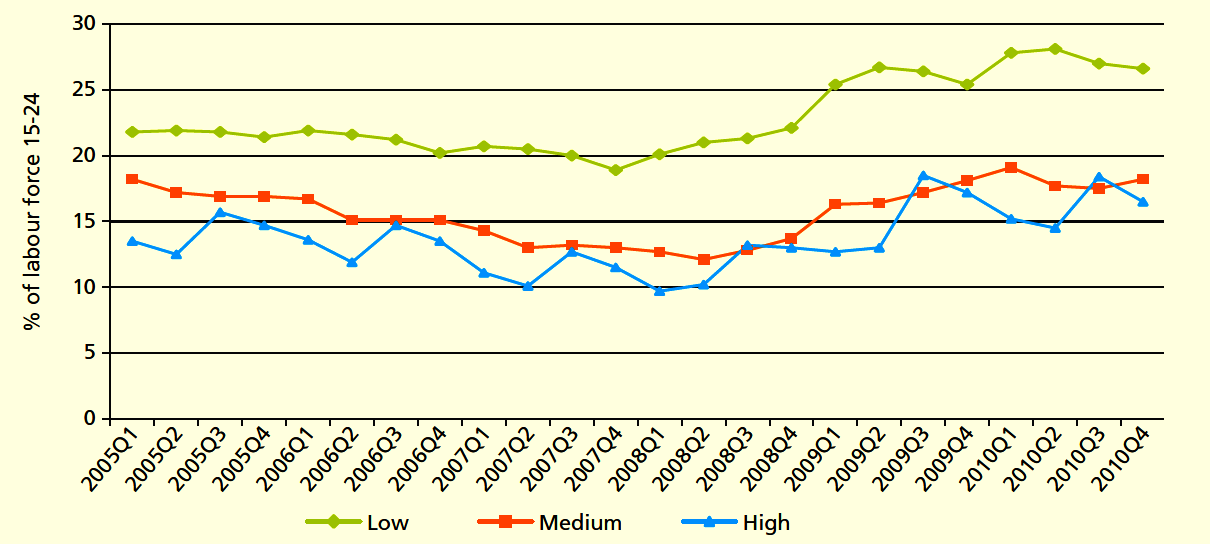 % of labour force 15-24
30
25
20
15
10
5
0
2005Q1
2005Q2
2005Q3
2005Q4
2006Q1
2006Q2
2006Q3
2006Q4
2007Q1
2007Q2
2007Q3
2007Q4
2008Q1
2008Q2
2008Q3
2008Q4
2009Q1
2009Q2
2009Q3
2009Q4
2010Q1
2010Q2
2010Q3
2010Q4
Low Medium High